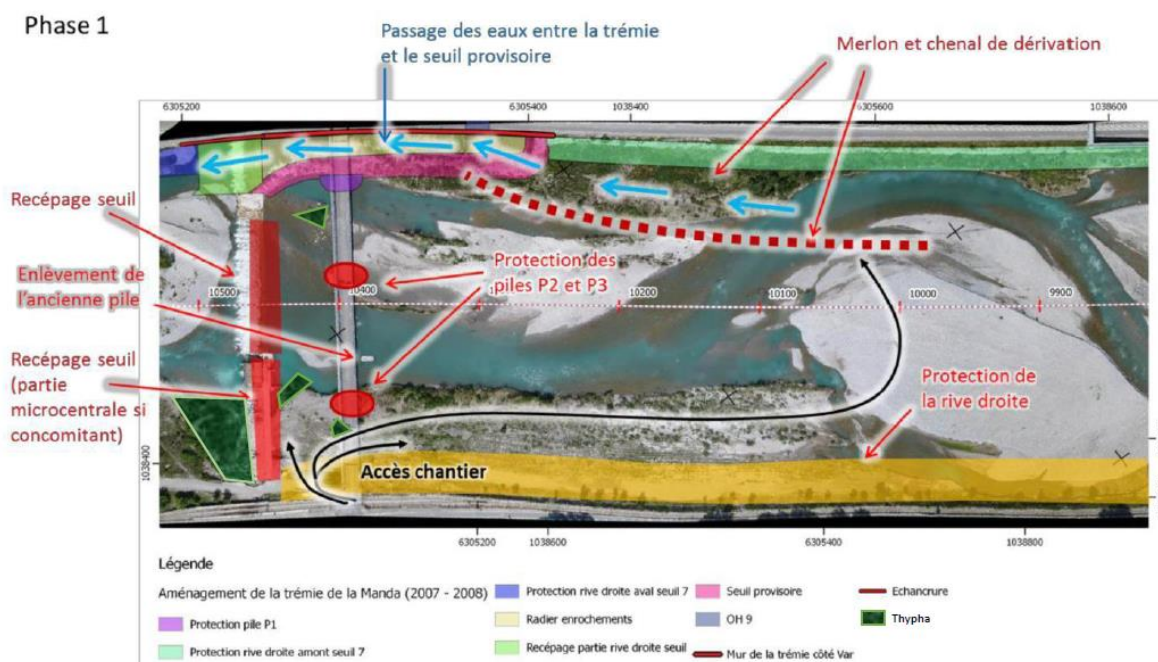 Phase 1
Passage des eaux entre la trémie
et le seuil provisoire
Merlon et chenal de dérivation
6305200
6305400
1038400
6305600
1038600
Recépage seuil
Enlèvement de
l'ancienne pile
Protection des
piles P2 et P3
10500
10400
10200
10100
10000
9900
Recépage seuil
(partie
microcentrale si
concomitant)
Protection de
la rive droite
1038400
Accès chantier
6305200
1038600
6305400
1038800
Légende
Aménagement de la trémie de la Manda (2007 - 2008)
Protection pile P1
Protection rive droite amont seuil 7
Protection rive droite aval seuil 7
Radier enrochements
Recépage partie rive droite seuil
Seuil provisoire
OH 9
Mur de la trémie côté Var
Echancrure
Thypha